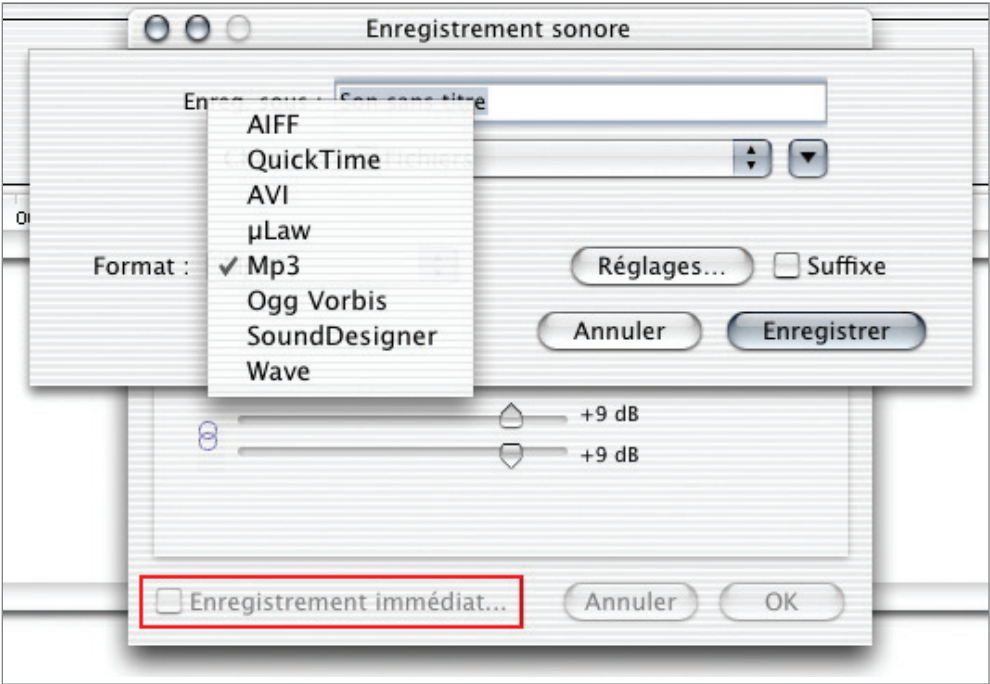 Enregistrement sonore
Enreg. sous : Son sans titre
AIFF
QuickTime
AVI
µLaw
Format : ✓ Mp3
Réglages... Suffixe
Ogg Vorbis
SoundDesigner
Wave
Annuler Enregistrer
+9 dB
+9 dB
Enregistrement immédiat... Annuler OK